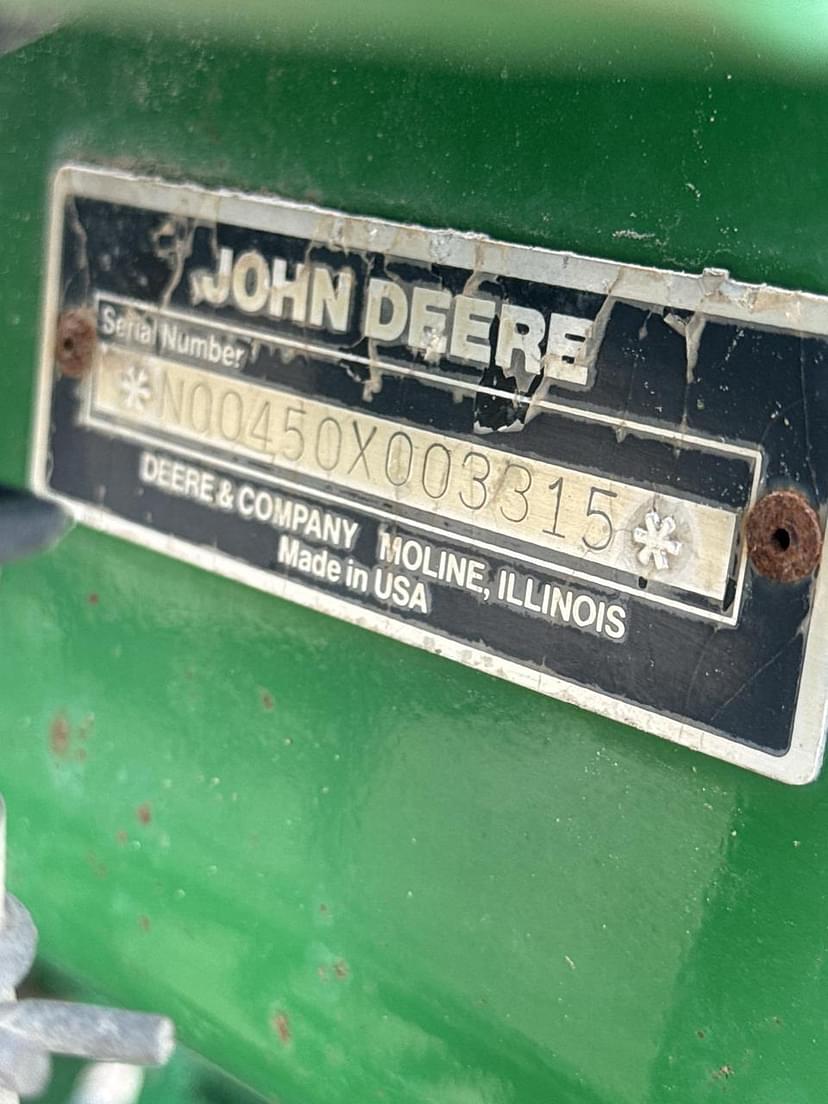 JOHN DEERE
Serial Number
*N00450X003315*
DEERE & COMPANY MOLINE, ILLINOIS
Made in USA